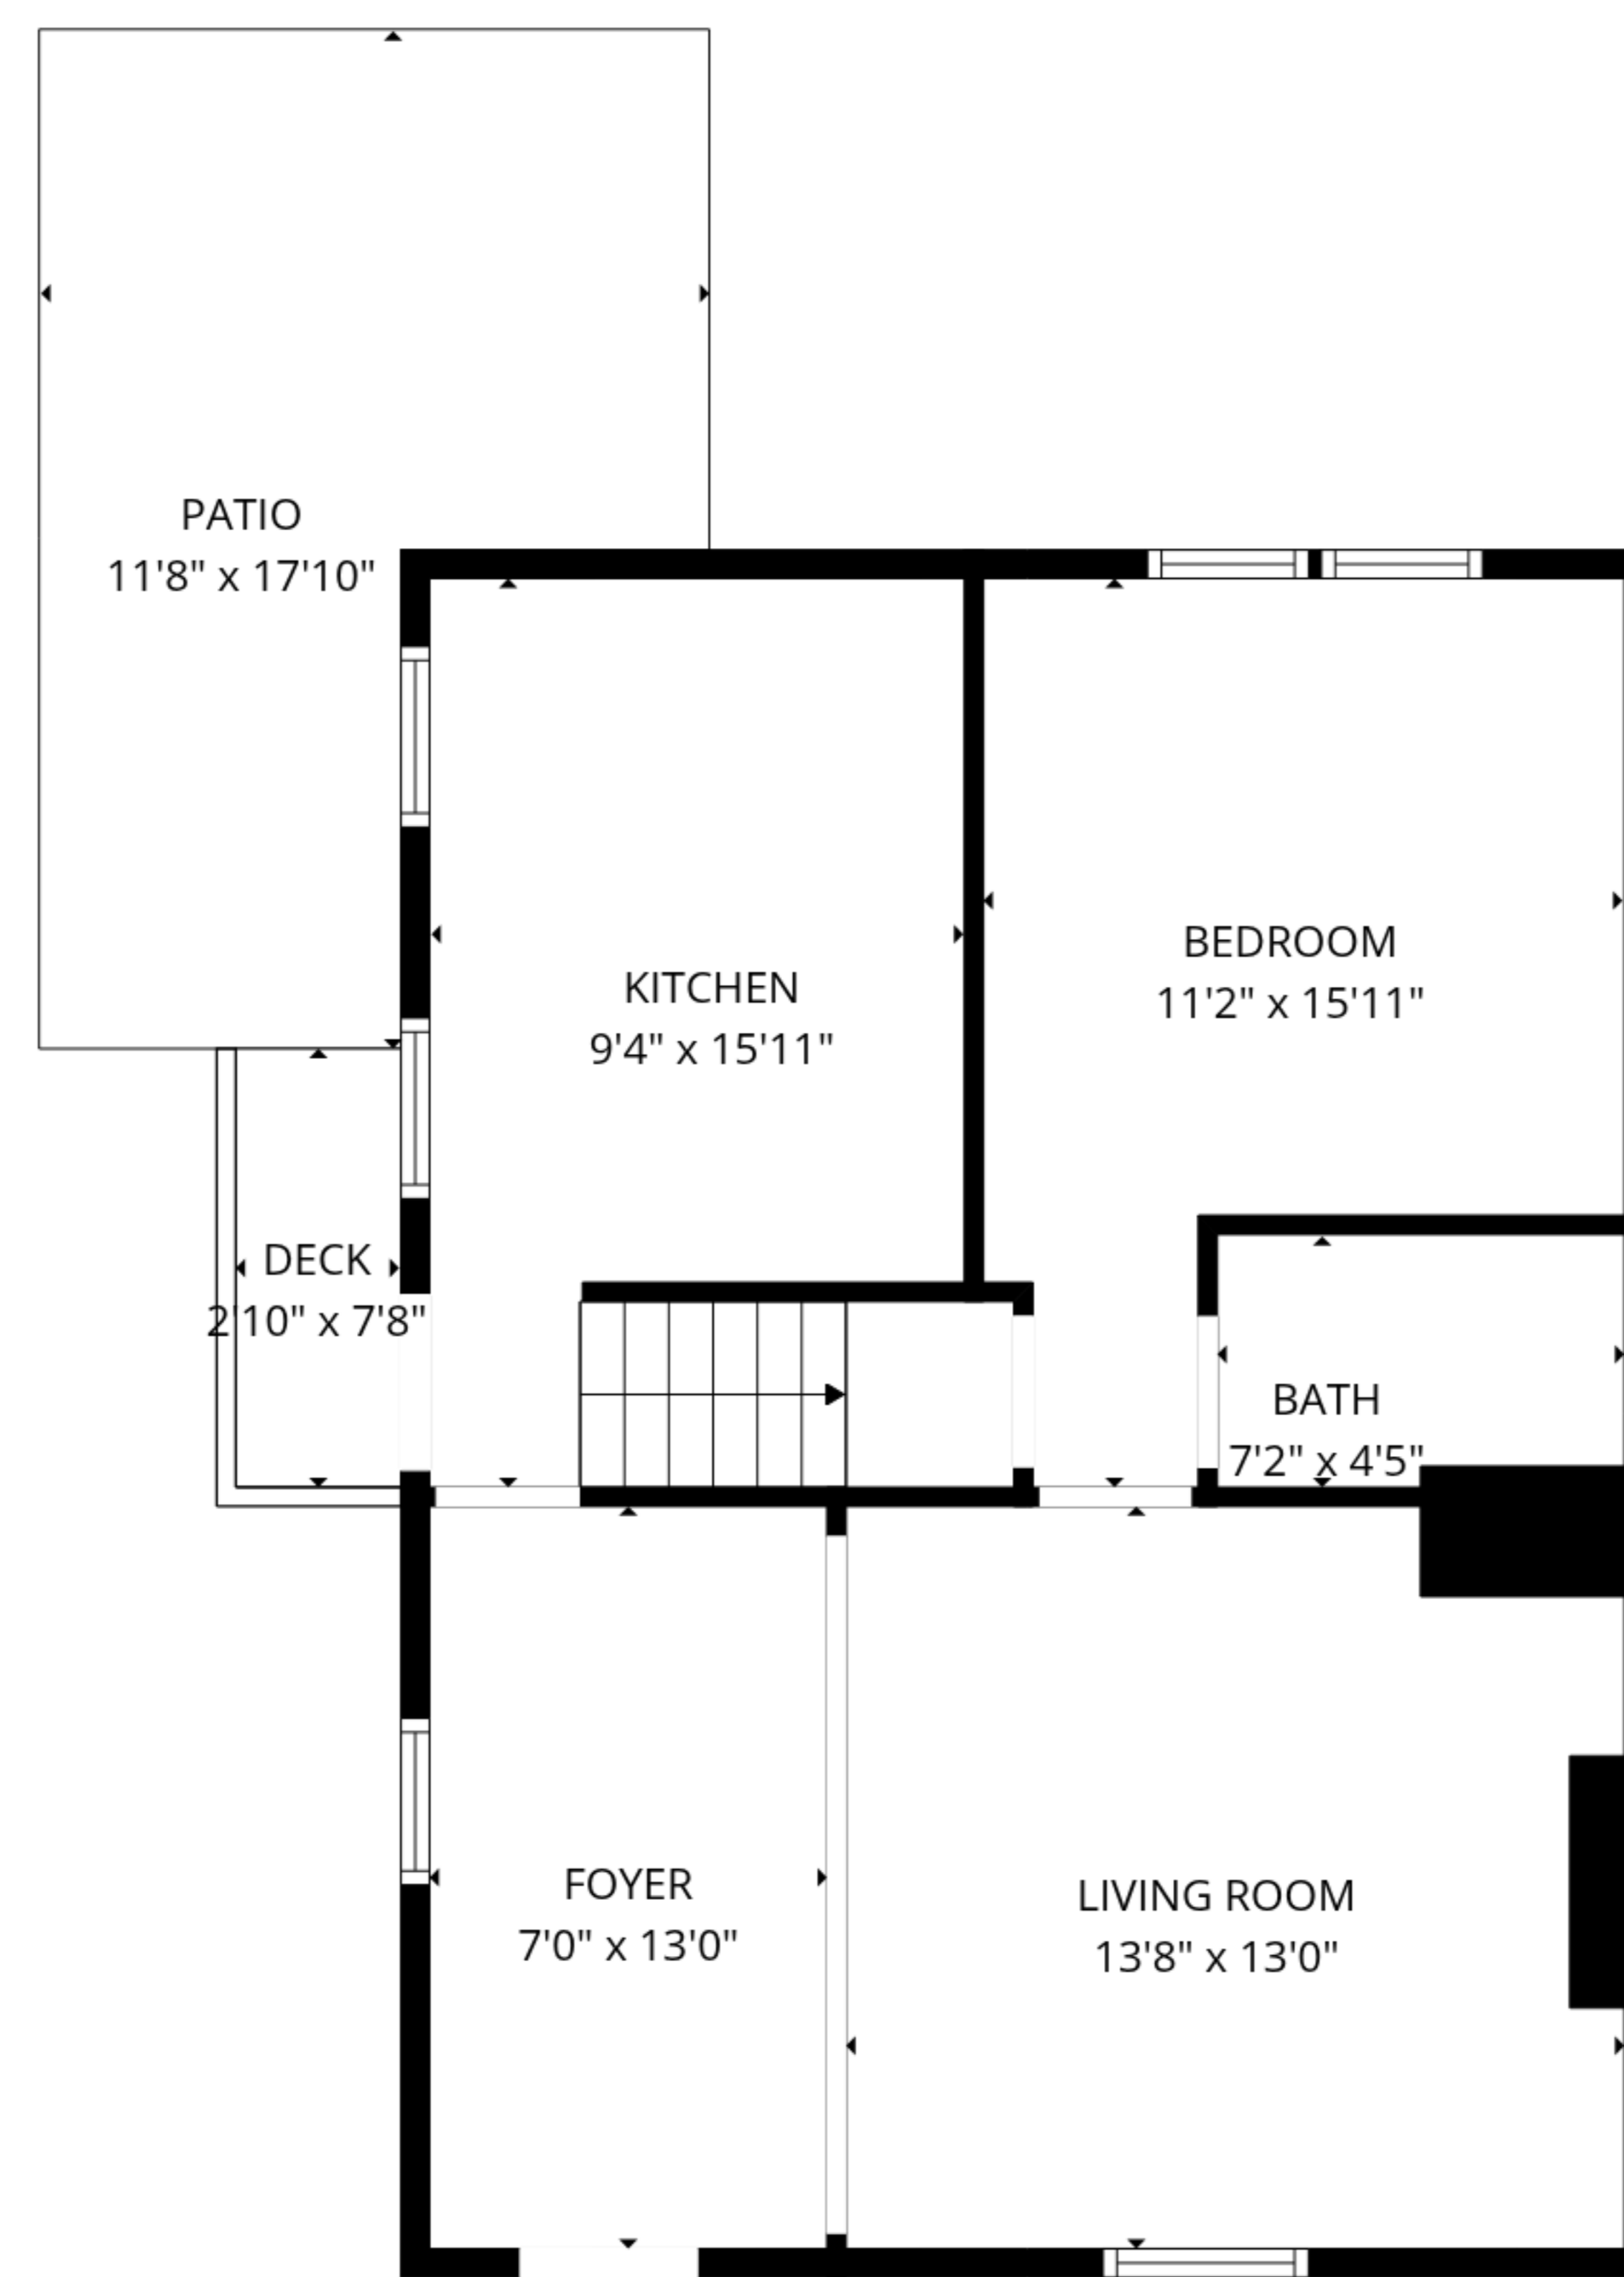 PATIO
11'8" x 17'10"
BEDROOM
11'2" x 15'11"
KITCHEN
9'4" x 15'11"
DECK
2'10" x 7'8"
BATH
7'2" x 4'5"
FOYER
7'0" x 13'0"
LIVING ROOM
13'8" x 13'0"